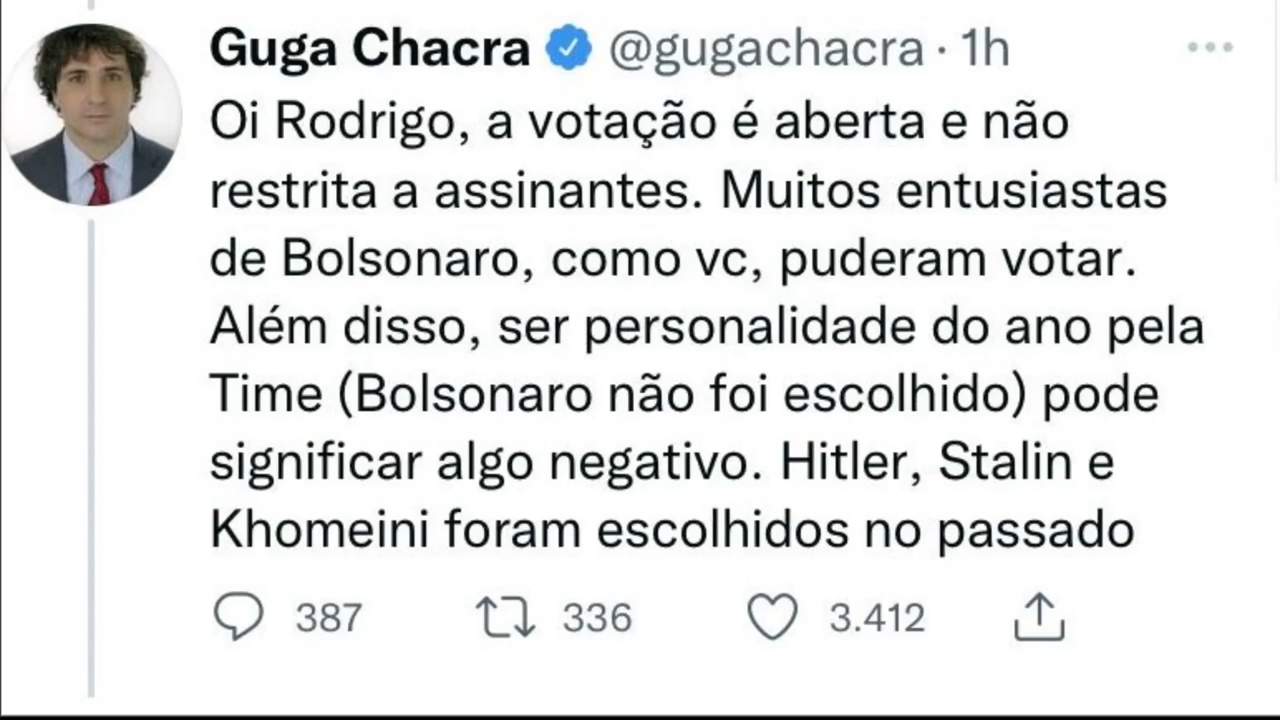 Guga Chacra @gugachacra · 1h
Oi Rodrigo, a votação é aberta e não
restrita a assinantes. Muitos entusiastas
de Bolsonaro, como vc, puderam votar.
Além disso, ser personalidade do ano pela
Time (Bolsonaro não foi escolhido) pode
significar algo negativo. Hitler, Stalin e
Khomeini foram escolhidos no passado
387 336 3.412